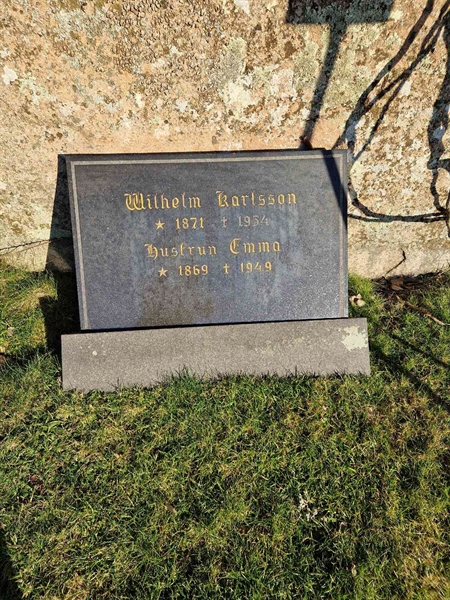 Wilhelm Karlsson
★ 1871 ✝ 1954
Hustrun Emma
★ 1869 ✝ 1949